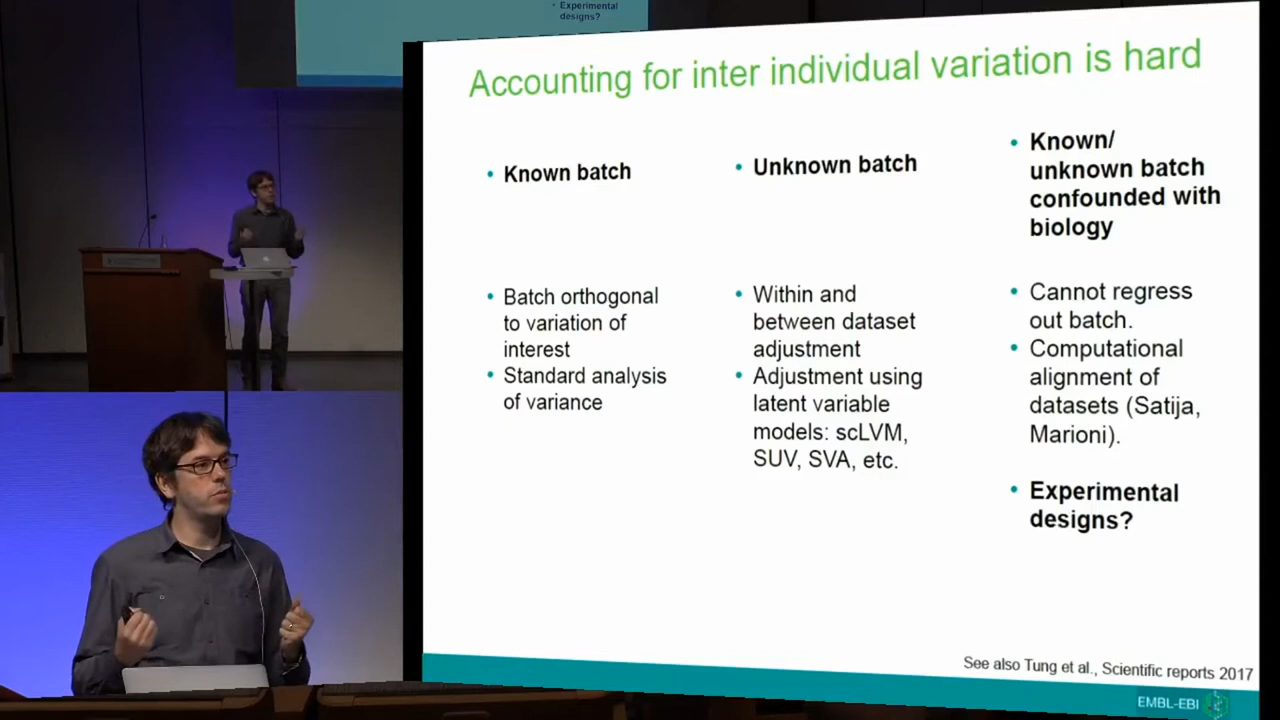 Experimental
designs?
Accounting for inter individual variation is hard
Known batch
Batch orthogonal
to variation of
interest
Standard analysis
of variance
Unknown batch
Within and
between dataset
adjustment
Adjustment using
latent variable
models: scLVM,
SUV, SVA, etc.
Known/
unknown batch
confounded with
biology
Cannot regress
out batch.
Computational
alignment of
datasets (Satija,
Marioni).
Experimental
designs?
See also Tung et al., Scientific reports 2017
EMBL-EBI